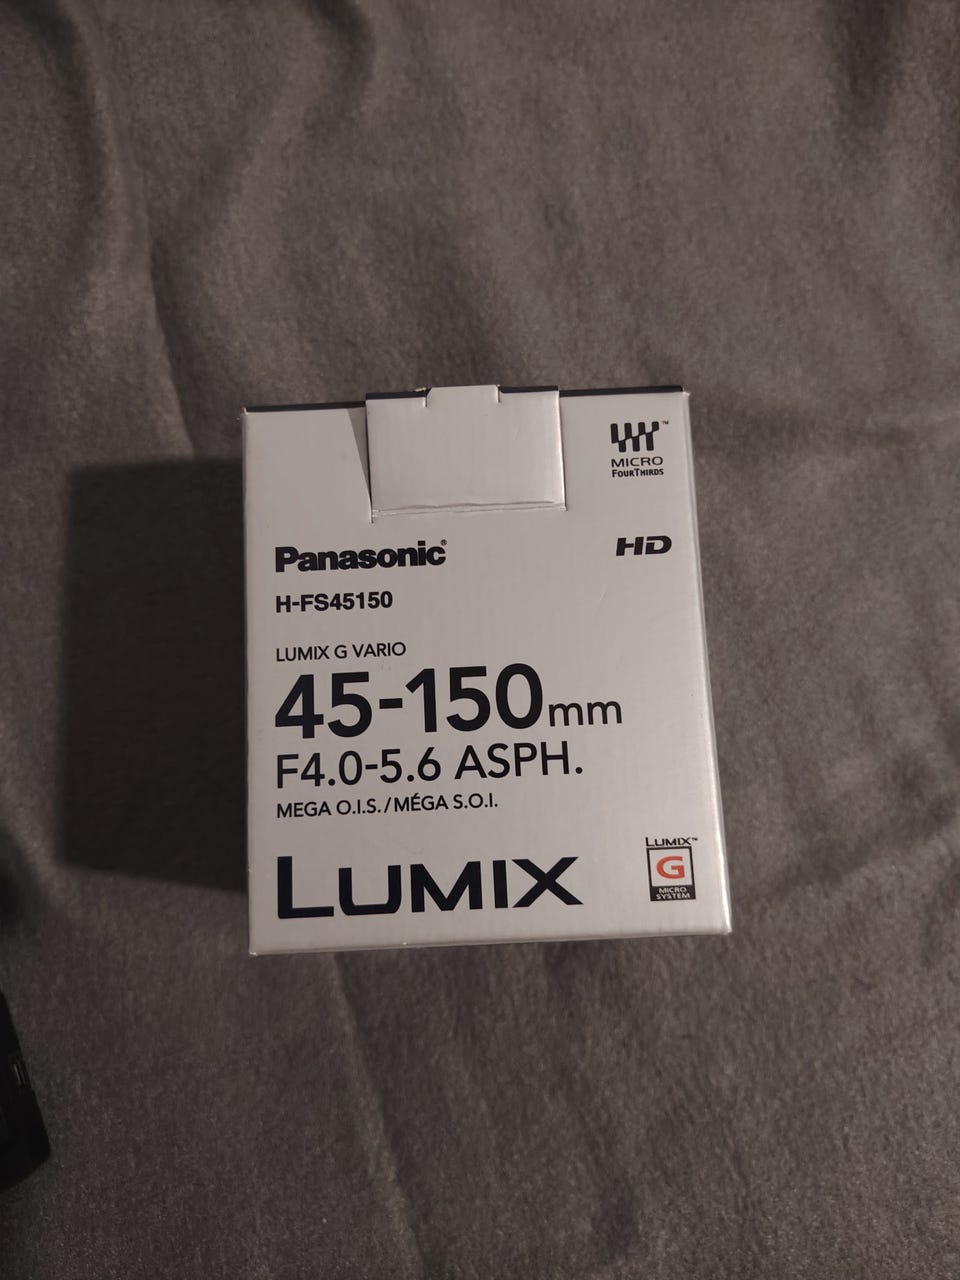 MICRO
FOURTHIRDS
Panasonic®
HD
H-FS45150
LUMIX G VARIO
45-150mm
F4.0-5.6 ASPH.
MEGA O.I.S./MÉGA S.O.I.
LUMIX
LUMIX™
G
MICRO
SYSTEM